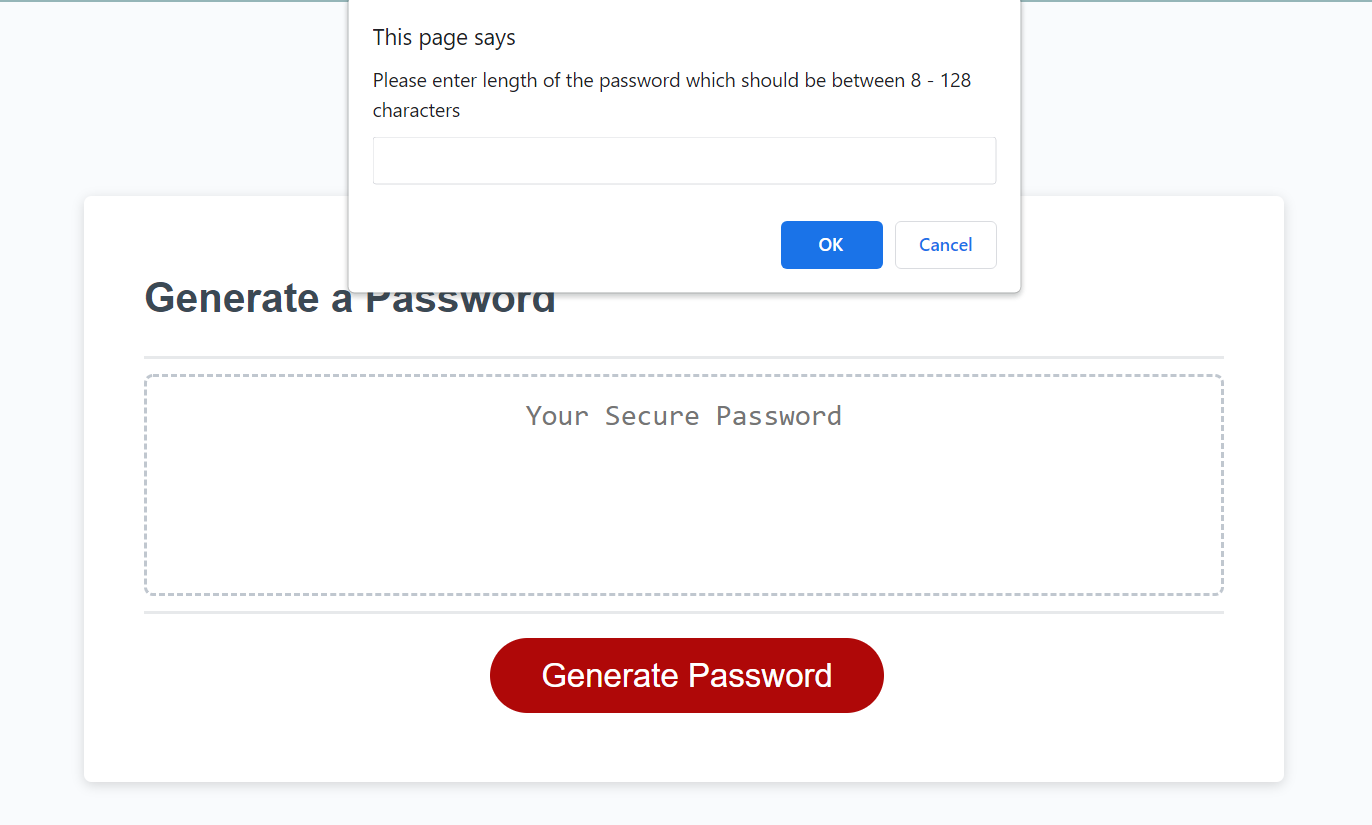 This page says
Please enter length of the password which should be between 8 - 128
characters
OK
Cancel
Generate a Password
Your Secure Password
Generate Password